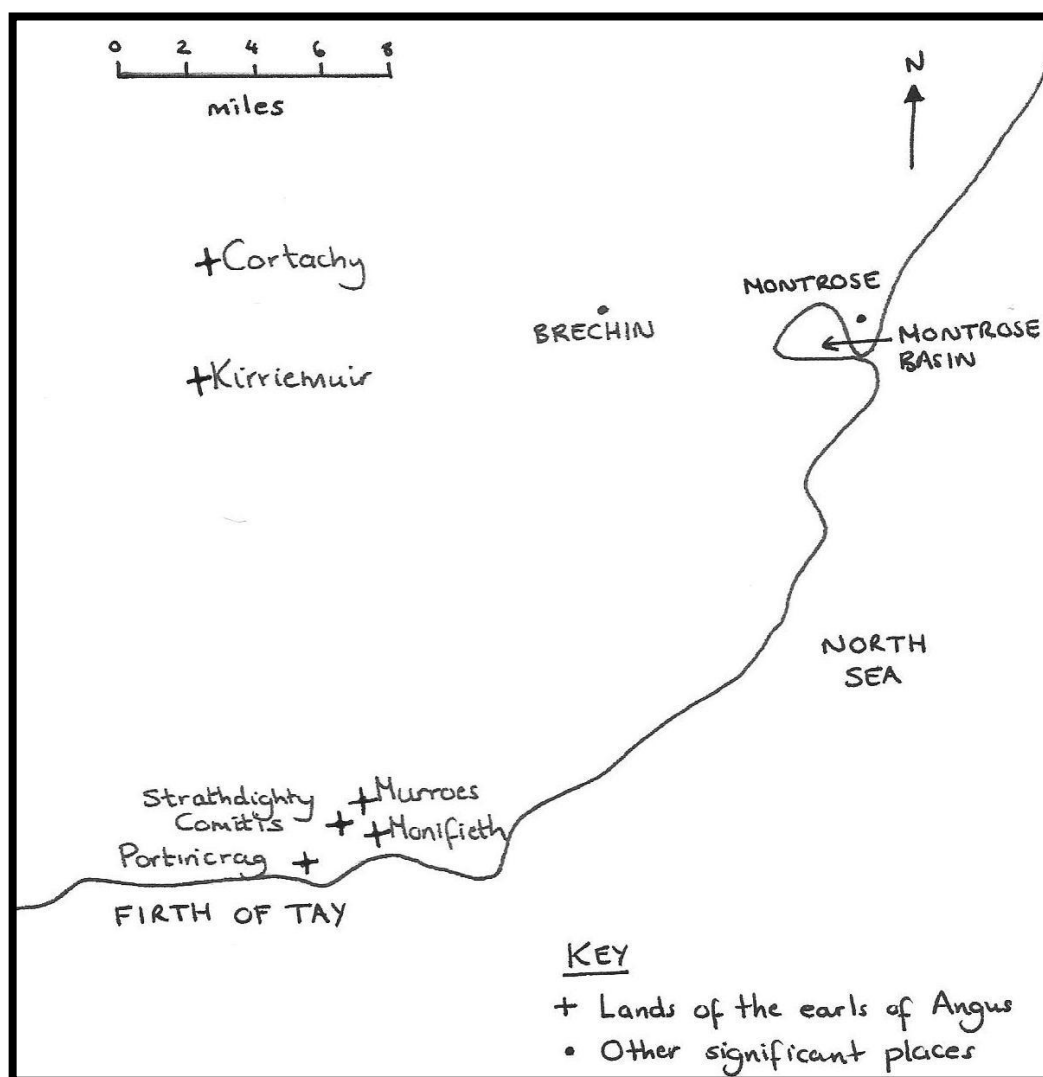 0 2 4 6 8
miles
N
Cortachy
MONTROSE
BRECHIN
MONTROSE
BASIN
Kirriemuir
NORTH
SEA
Strathdighty
Comitis
Murroes
Monifieth
Portincrag
FIRTH OF TAY
KEY
+ Lands of the earls of Angus
• Other significant places